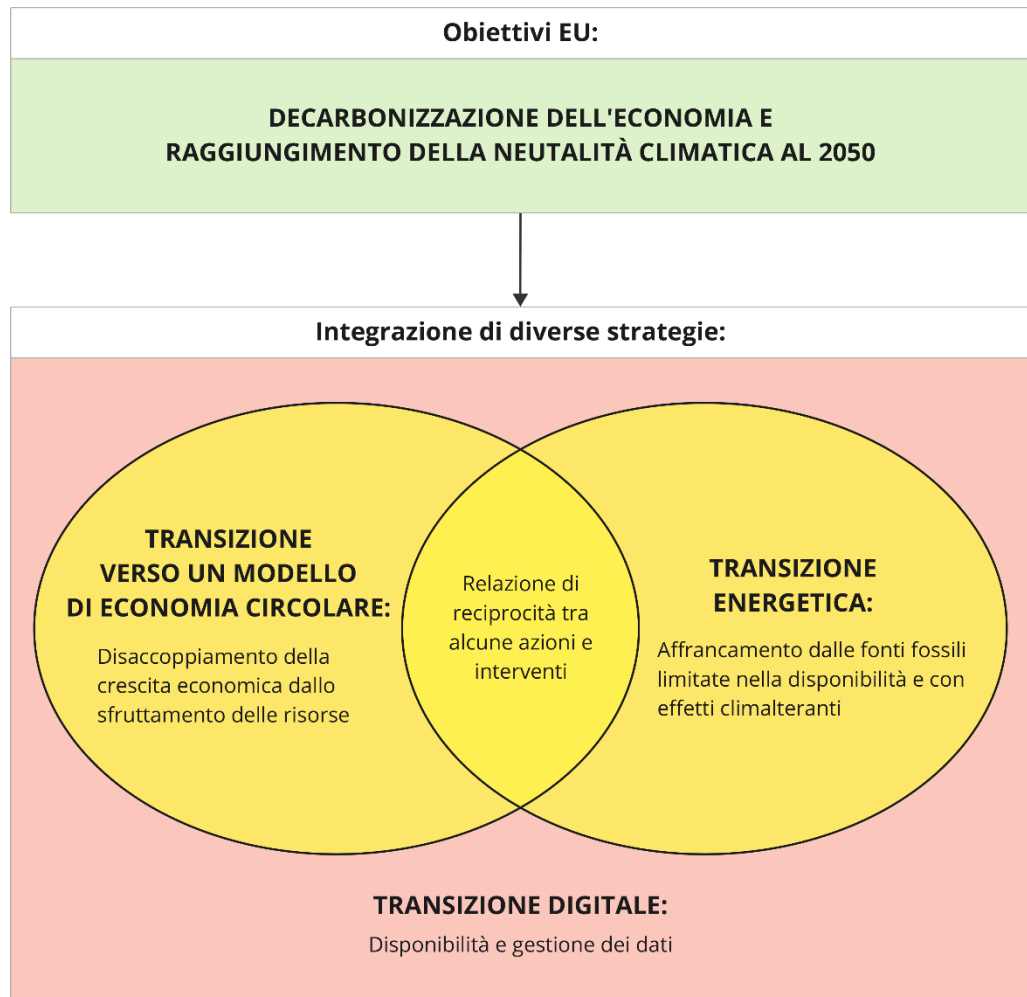 Obiettivi EU:
DECARBONIZZAZIONE DELL'ECONOMIA E
RAGGIUNGIMENTO DELLA NEUTALITÀ CLIMATICA AL 2050
Integrazione di diverse strategie:
TRANSIZIONE
VERSO UN MODELLO
DI ECONOMIA CIRCOLARE:
Disaccoppiamento della
crescita economica dallo
sfruttamento delle risorse
Relazione di
reciprocità tra
alcune azioni e
interventi
TRANSIZIONE
ENERGETICA:
Affrancamento dalle fonti fossili
limitate nella disponibilità e con
effetti climalteranti
TRANSIZIONE DIGITALE:
Disponibilità e gestione dei dati